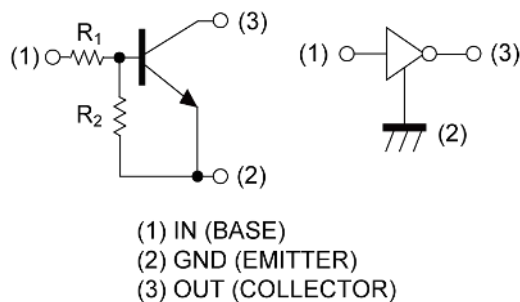 (3)
R₁
(1)
R₂
(2)
(1)
(3)
(2)
(1) IN (BASE)
(2) GND (EMITTER)
(3) OUT (COLLECTOR)